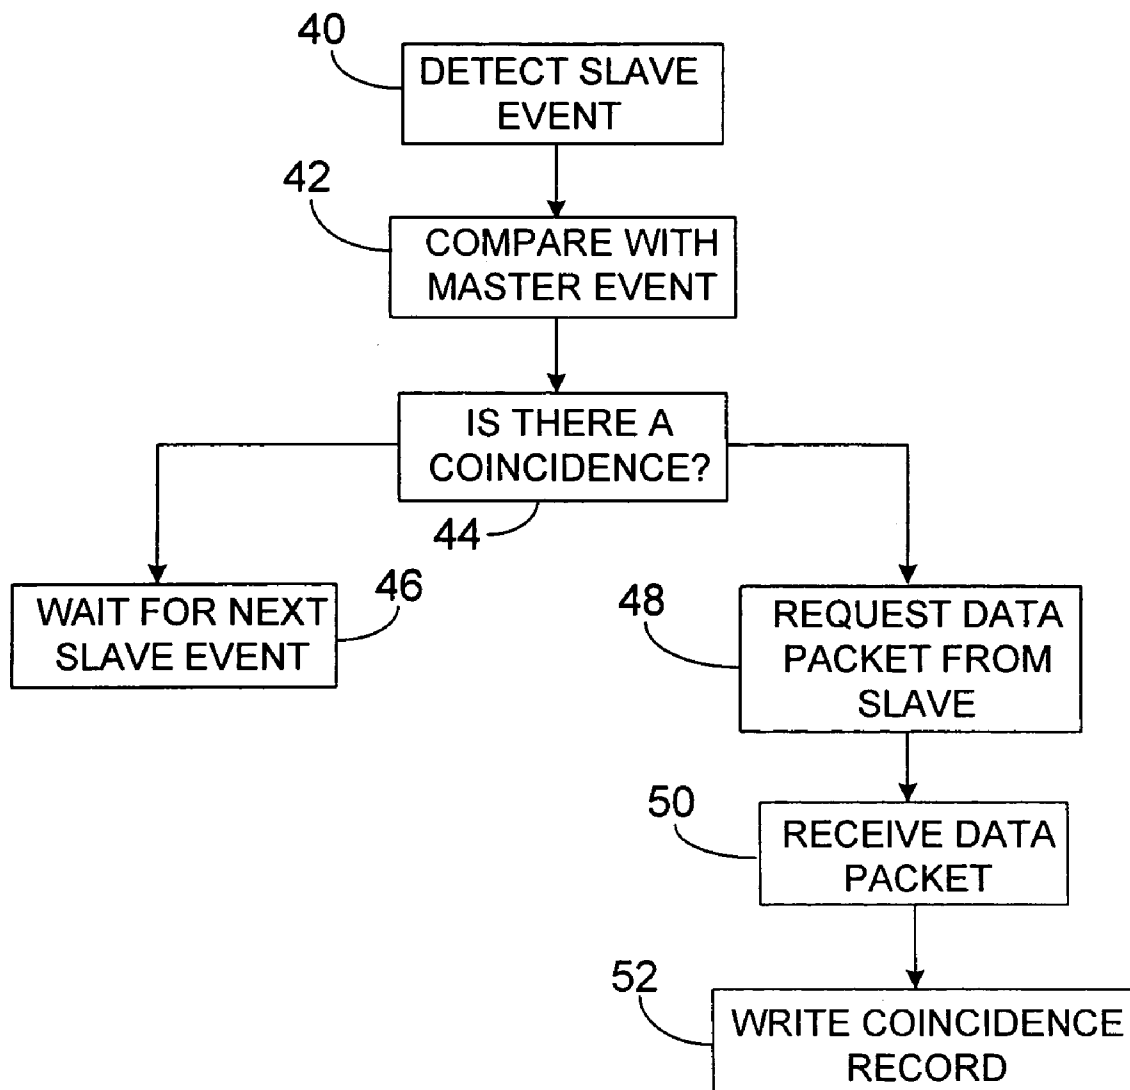 40
DETECT SLAVE
EVENT
42
COMPARE WITH
MASTER EVENT
IS THERE A
COINCIDENCE?
44
WAIT FOR NEXT
SLAVE EVENT
46
48
REQUEST DATA
PACKET FROM
SLAVE
50
RECEIVE DATA
PACKET
52
WRITE COINCIDENCE
RECORD